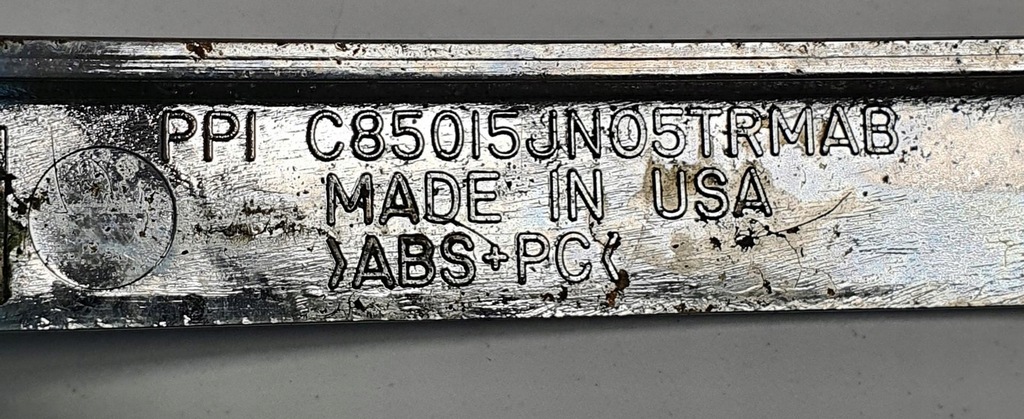 PPI C85015JN05TRMAB
MADE IN USA
>ABS+PC<